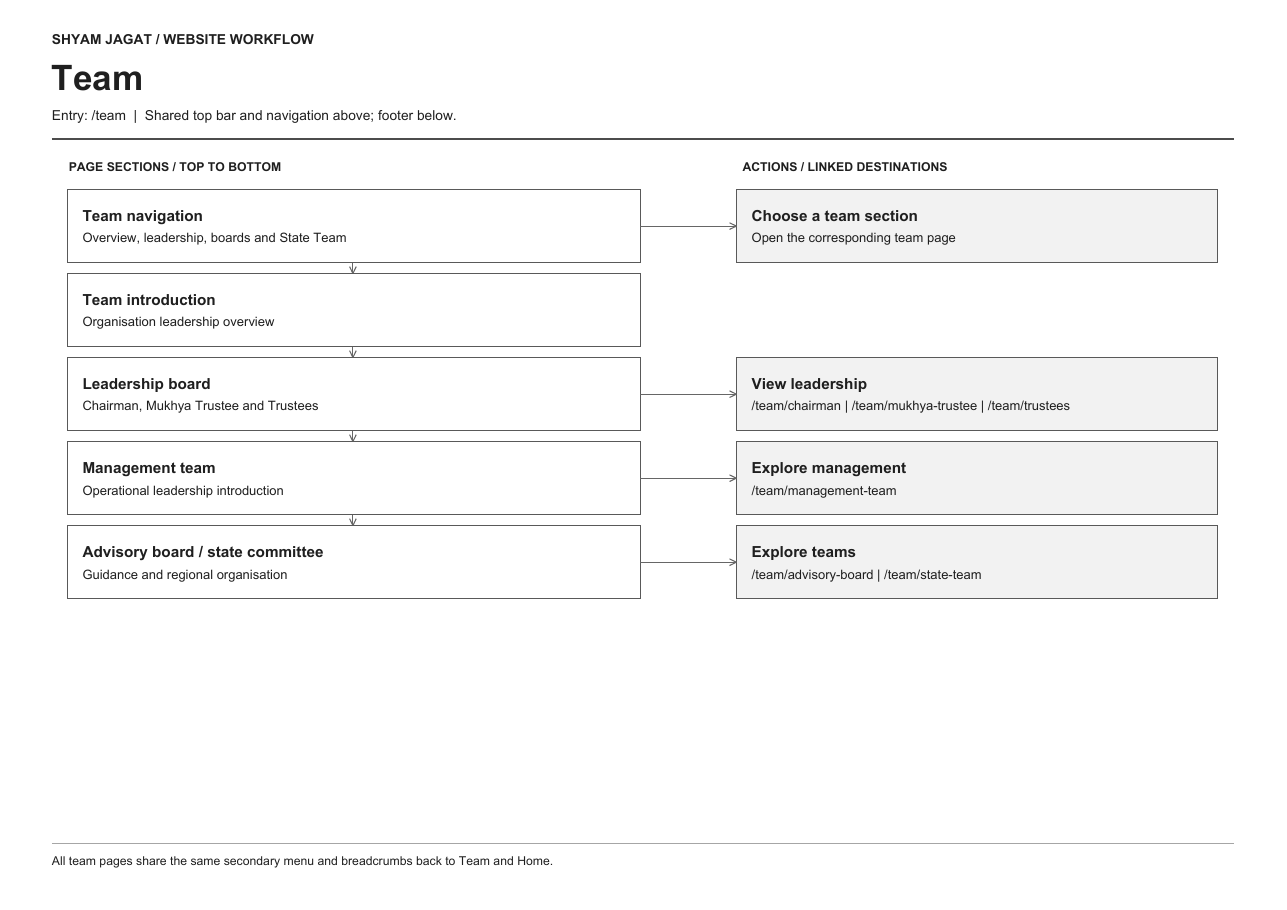 SHYAM JAGAT / WEBSITE WORKFLOW
Team
Entry: /team | Shared top bar and navigation above; footer below.
PAGE SECTIONS / TOP TO BOTTOM
ACTIONS / LINKED DESTINATIONS
Team navigation
Overview, leadership, boards and State Team
Choose a team section
Open the corresponding team page
Team introduction
Organisation leadership overview
Leadership board
Chairman, Mukhya Trustee and Trustees
View leadership
/team/chairman | /team/mukhya-trustee | /team/trustees
Management team
Operational leadership introduction
Explore management
/team/management-team
Advisory board / state committee
Guidance and regional organisation
Explore teams
/team/advisory-board | /team/state-team
All team pages share the same secondary menu and breadcrumbs back to Team and Home.